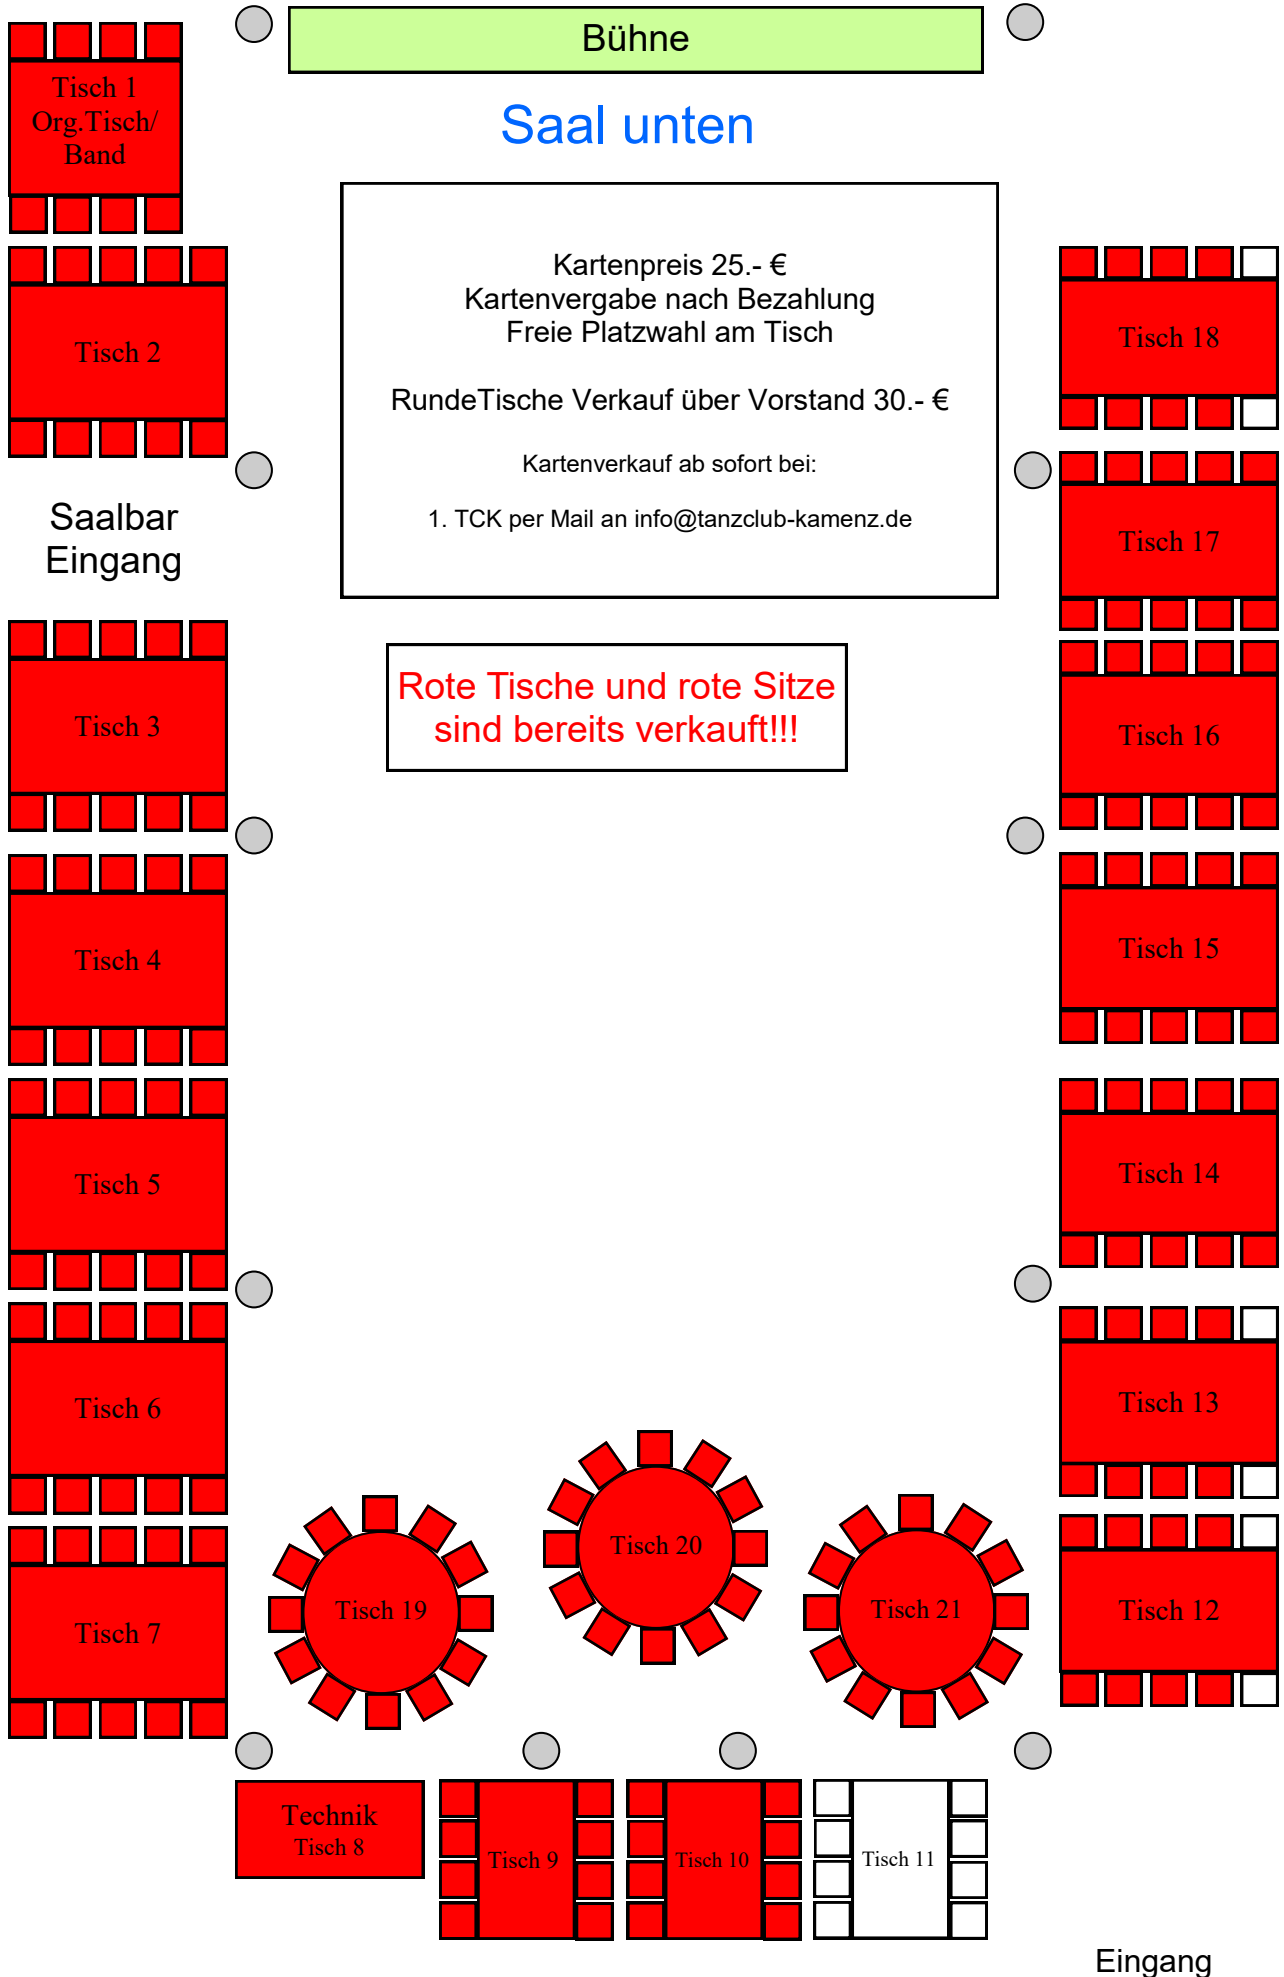 Bühne
Saal unten
Tisch 1
Org.Tisch/
Band
Tisch 2
Kartenpreis 25.- €
Kartenvergabe nach Bezahlung
Freie Platzwahl am Tisch
RundeTische Verkauf über Vorstand 30.- €
Kartenverkauf ab sofort bei:
1. TCK per Mail an info@tanzclub-kamenz.de
Tisch 18
Tisch 17
Saalbar
Eingang
Rote Tische und rote Sitze
sind bereits verkauft!!!
Tisch 3
Tisch 16
Tisch 4
Tisch 15
Tisch 5
Tisch 14
Tisch 6
Tisch 13
Tisch 7
Tisch 19
Tisch 20
Tisch 21
Tisch 12
Technik
Tisch 8
Tisch 9
Tisch 10
Tisch 11
Eingang